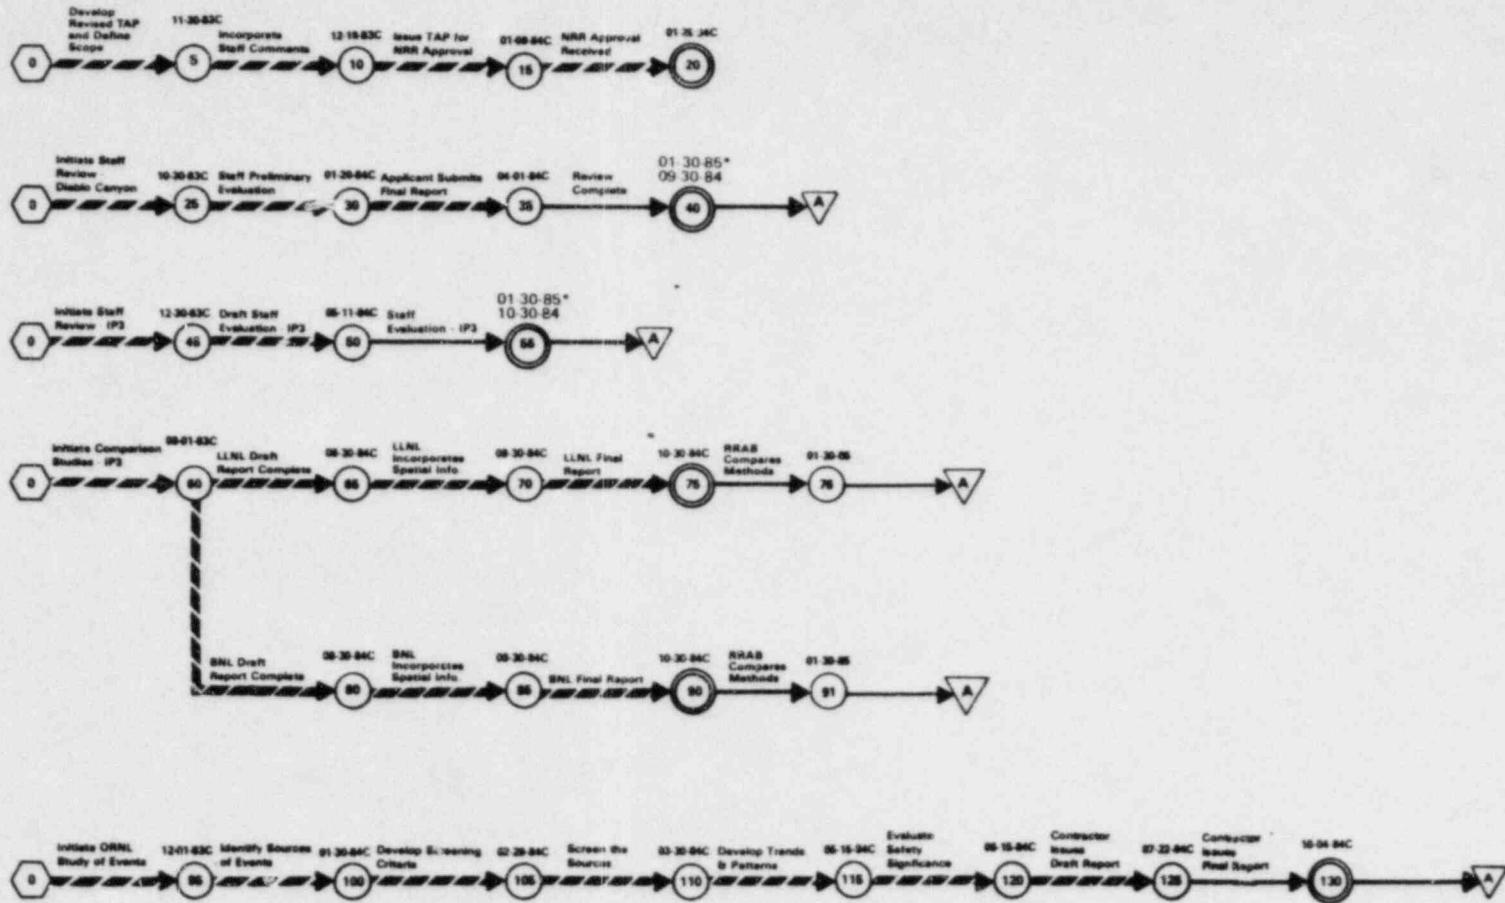 Develop
Revised TAP
and Define
Scope
11-30-83C
Incorporate
Staff Comments
Issue TAP for
NRR Approval
NRR Approval
Received
0
5
10
15
20
Initiate Staff
Review
Diablo Canyon
10-30-83C
Staff Preliminary
Evaluation
01-20-84C
Applicant Submits
Final Report
04-01-84C
Review
Complete
01-30-85*
09-30-84
0
25
30
35
40
A
Initiate Staff
Review - IP3
12-30-83C
Draft Staff
Evaluation - IP3
05-11-84C
Staff
Evaluation - IP3
01-30-85*
10-30-84
0
45
50
55
A
Initiate Comparison
Studies - IP3
LLNL Draft
Report Complete
LLNL
Incorporates
Spatial Info.
LLNL Final
Report
10-30-84C
RRAB
Compares
Methods
01-30-85
0
60
65
70
75
76
A
BNL Draft
Report Complete
BNL
Incorporates
Spatial Info.
BNL Final Report
10-30-84C
RRAB
Compares
Methods
01-30-85
80
85
90
91
A
Initiate ORNL
Study of Events
12-01-83C
Identify Sources
of Events
01-30-84C
Develop Screening
Criteria
Screen the
Sources
03-30-84C
Develop Trends
& Patterns
Evaluate
Safety
Significance
Contractor
Issues
Draft Report
07-22-84C
Contractor
Issues
Final Report
0
95
100
105
110
115
120
125
130
A